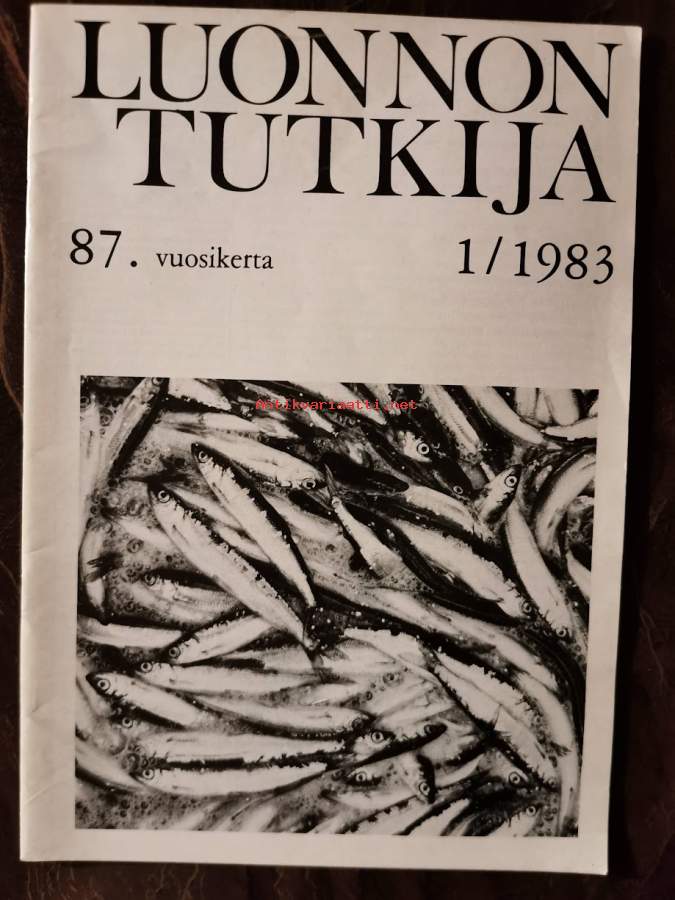 LUONNON
TUTKIJA
87. vuosikerta 1/1983
Antikvariaatti.net